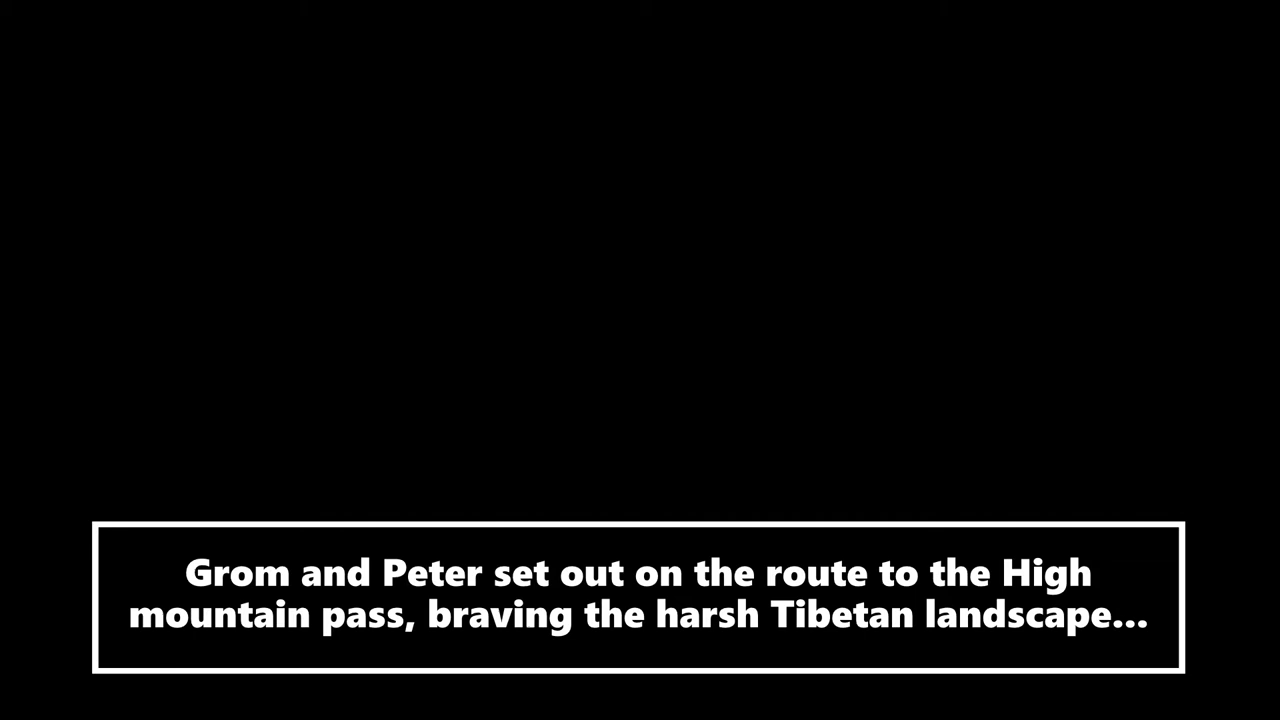 Grom and Peter set out on the route to the High
mountain pass, braving the harsh Tibetan landscape...